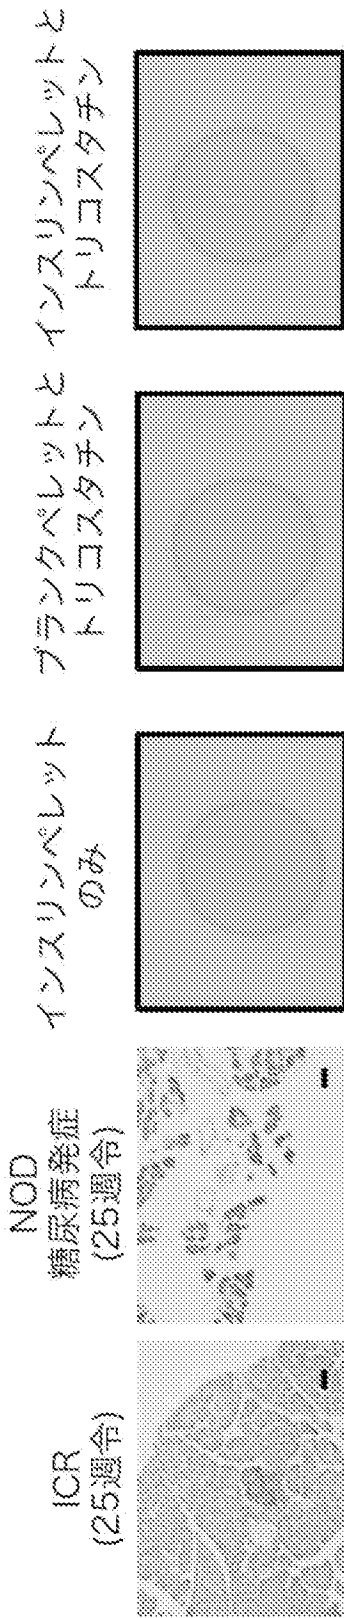 ICR
(25週令)
NOD
糖尿病発症
(25週令)
インスリンペレット
のみ
ブランクペレットと
トリコスタチン
インスリンペレットと
トリコスタチン